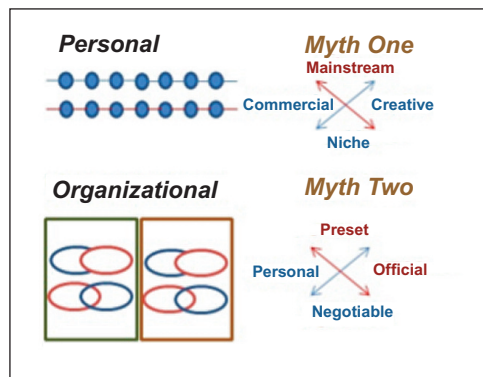 Personal
Myth One
Mainstream
Commercial
Creative
Niche
Organizational
Myth Two
Preset
Personal
Official
Negotiable